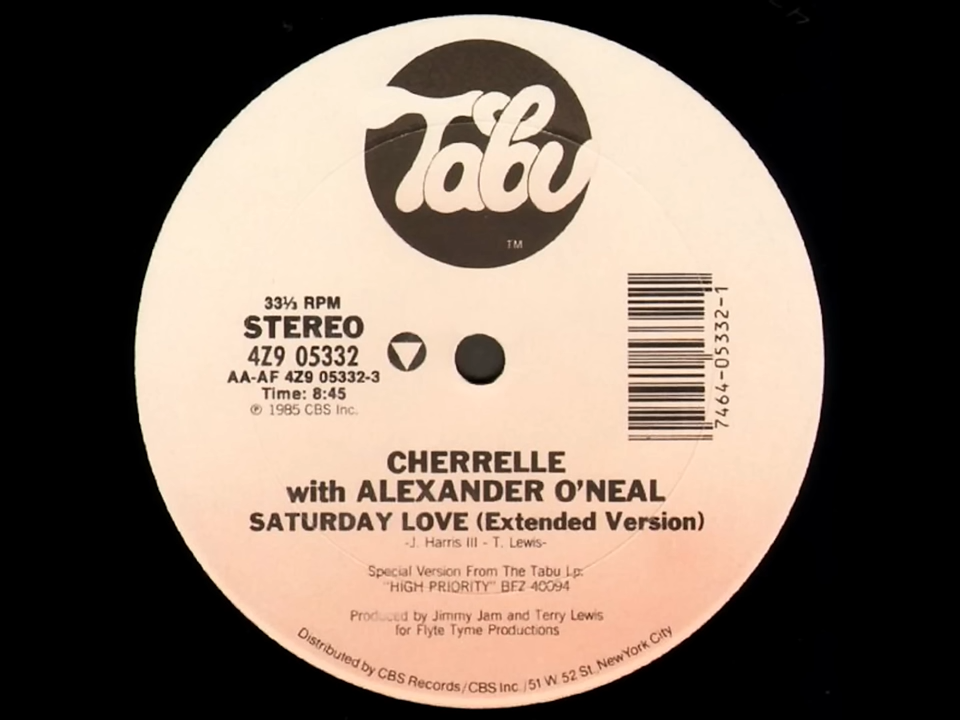 Tabu
TM
33⅓ RPM
STEREO
4Z9 05332
AA-AF 4Z9 05332-3
Time: 8:45
℗ 1985 CBS Inc.
7464-05332-1
CHERRELLE
with ALEXANDER O'NEAL
SATURDAY LOVE (Extended Version)
-J. Harris III - T. Lewis-
Special Version From The Tabu Lp:
"HIGH PRIORITY" BFZ 40094
Produced by Jimmy Jam and Terry Lewis
for Flyte Tyme Productions
Distributed by CBS Records/CBS Inc./51 W. 52 St. New York City